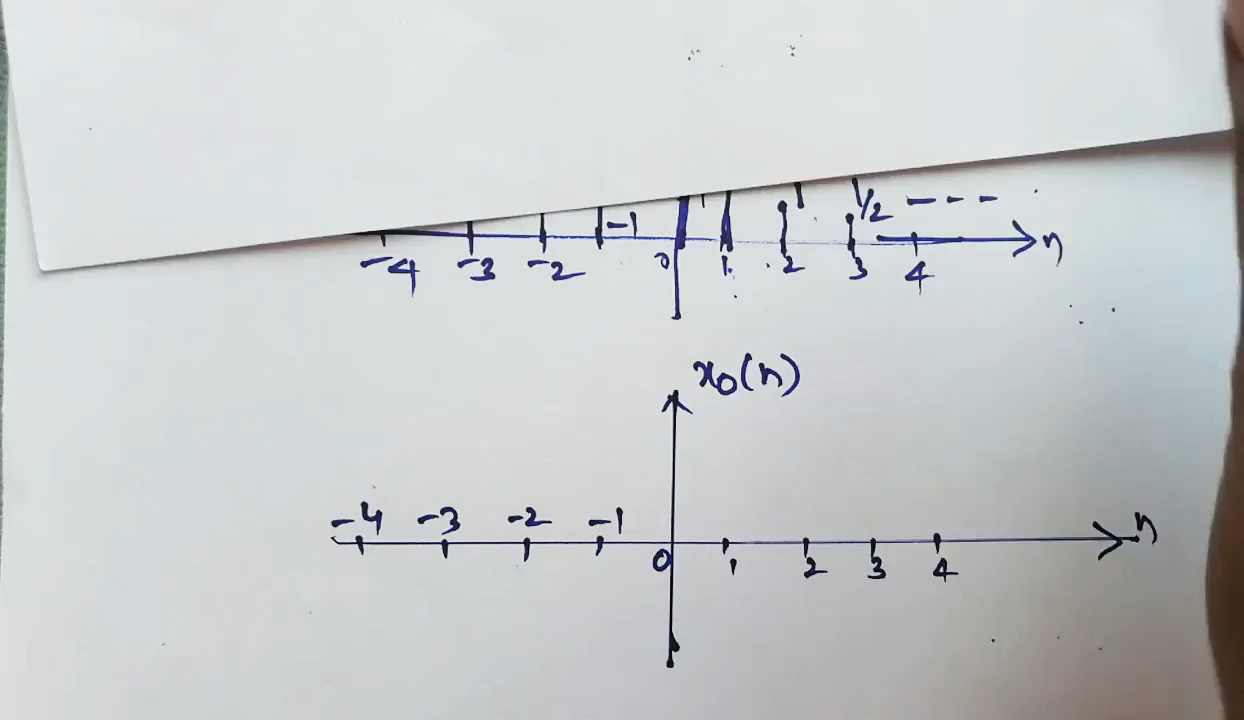 -1 1/2 - - -
-4 -3 -2 0 1 2 3 4 n
x₀(n)
-4 -3 -2 -1 n
0 1 2 3 4